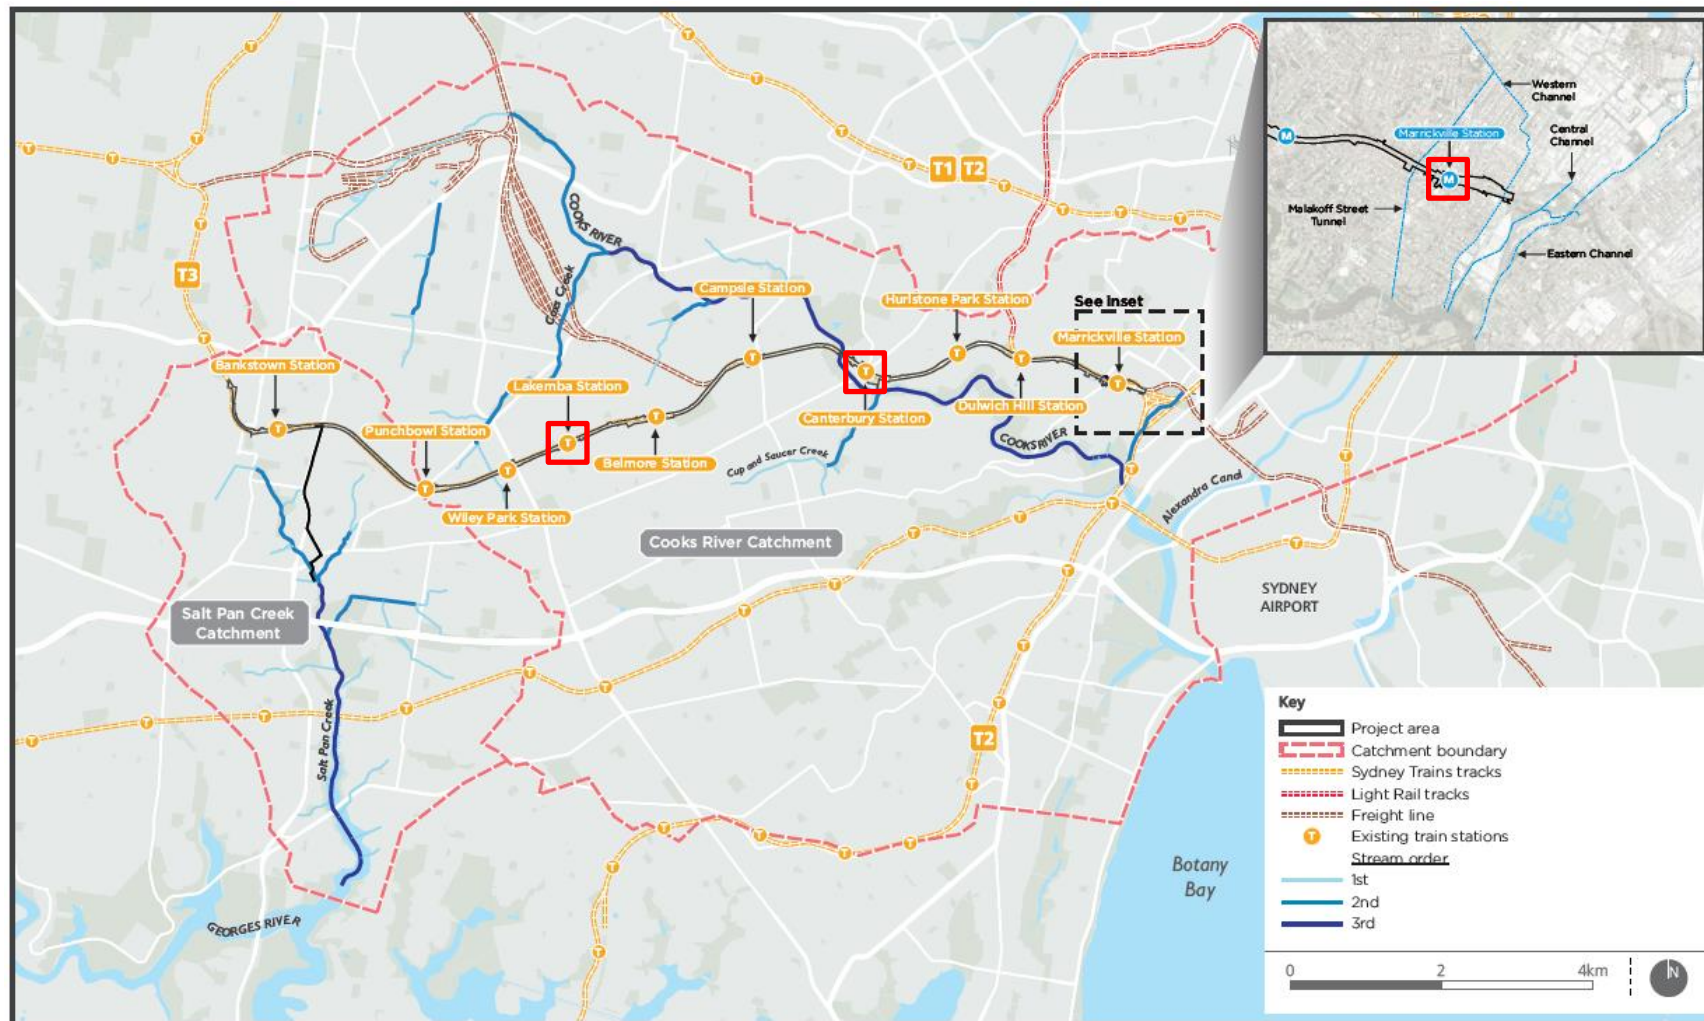 T1 T2
Western
Channel
Marrickville Station
Central
Channel
M
M
Malakoff Street
Tunnel
Eastern Channel
COOKS RIVER
T3
Coxs Creek
Campsie Station
Hurlstone Park Station
See Inset
Marrickville Station
Bankstown Station
Lakemba Station
Canterbury Station
Dulwich Hill Station
Punchbowl Station
Belmore Station
COOKS RIVER
Cup and Saucer Creek
Wiley Park Station
Alexandra Canal
Cooks River Catchment
SYDNEY
AIRPORT
Salt Pan Creek
Catchment
Salt Pan Creek
T2
Botany
Bay
GEORGES RIVER
Key
Project area
Catchment boundary
Sydney Trains tracks
Light Rail tracks
Freight line
T Existing train stations
Stream order
1st
2nd
3rd
0 2 4km
N